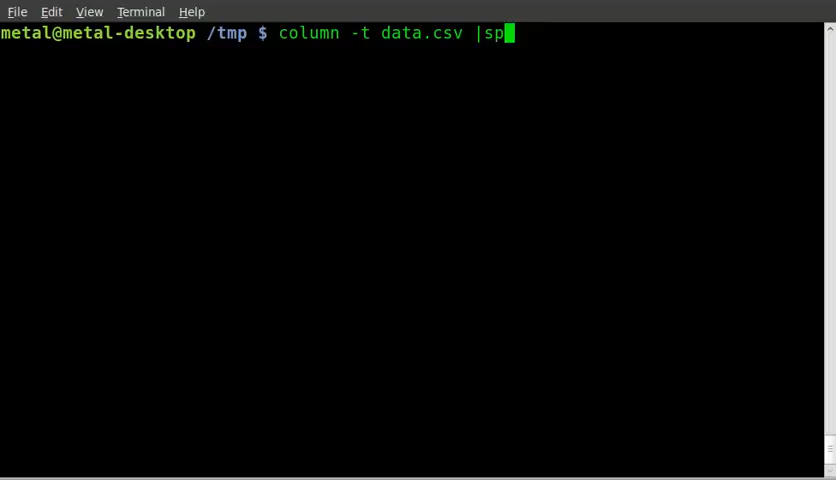 File Edit View Terminal Help
metal@metal-desktop /tmp $ column -t data.csv |sp